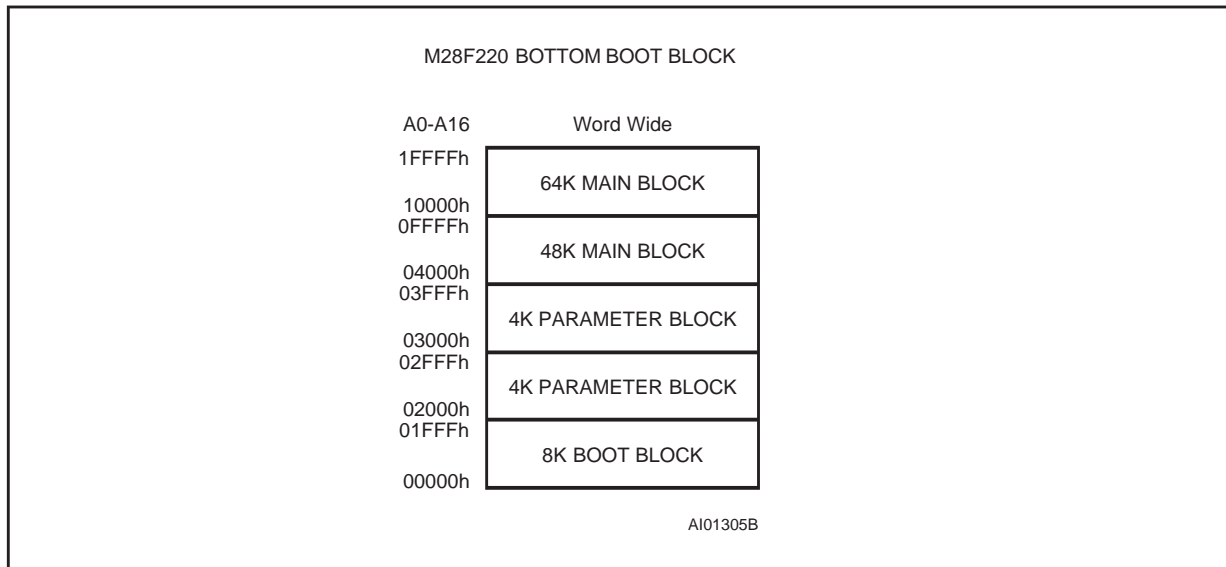 M28F220 BOTTOM BOOT BLOCK
A0-A16 Word Wide
1FFFFh
64K MAIN BLOCK
10000h
0FFFFh
48K MAIN BLOCK
04000h
03FFFh
4K PARAMETER BLOCK
03000h
02FFFh
4K PARAMETER BLOCK
02000h
01FFFh
8K BOOT BLOCK
00000h
AI01305B